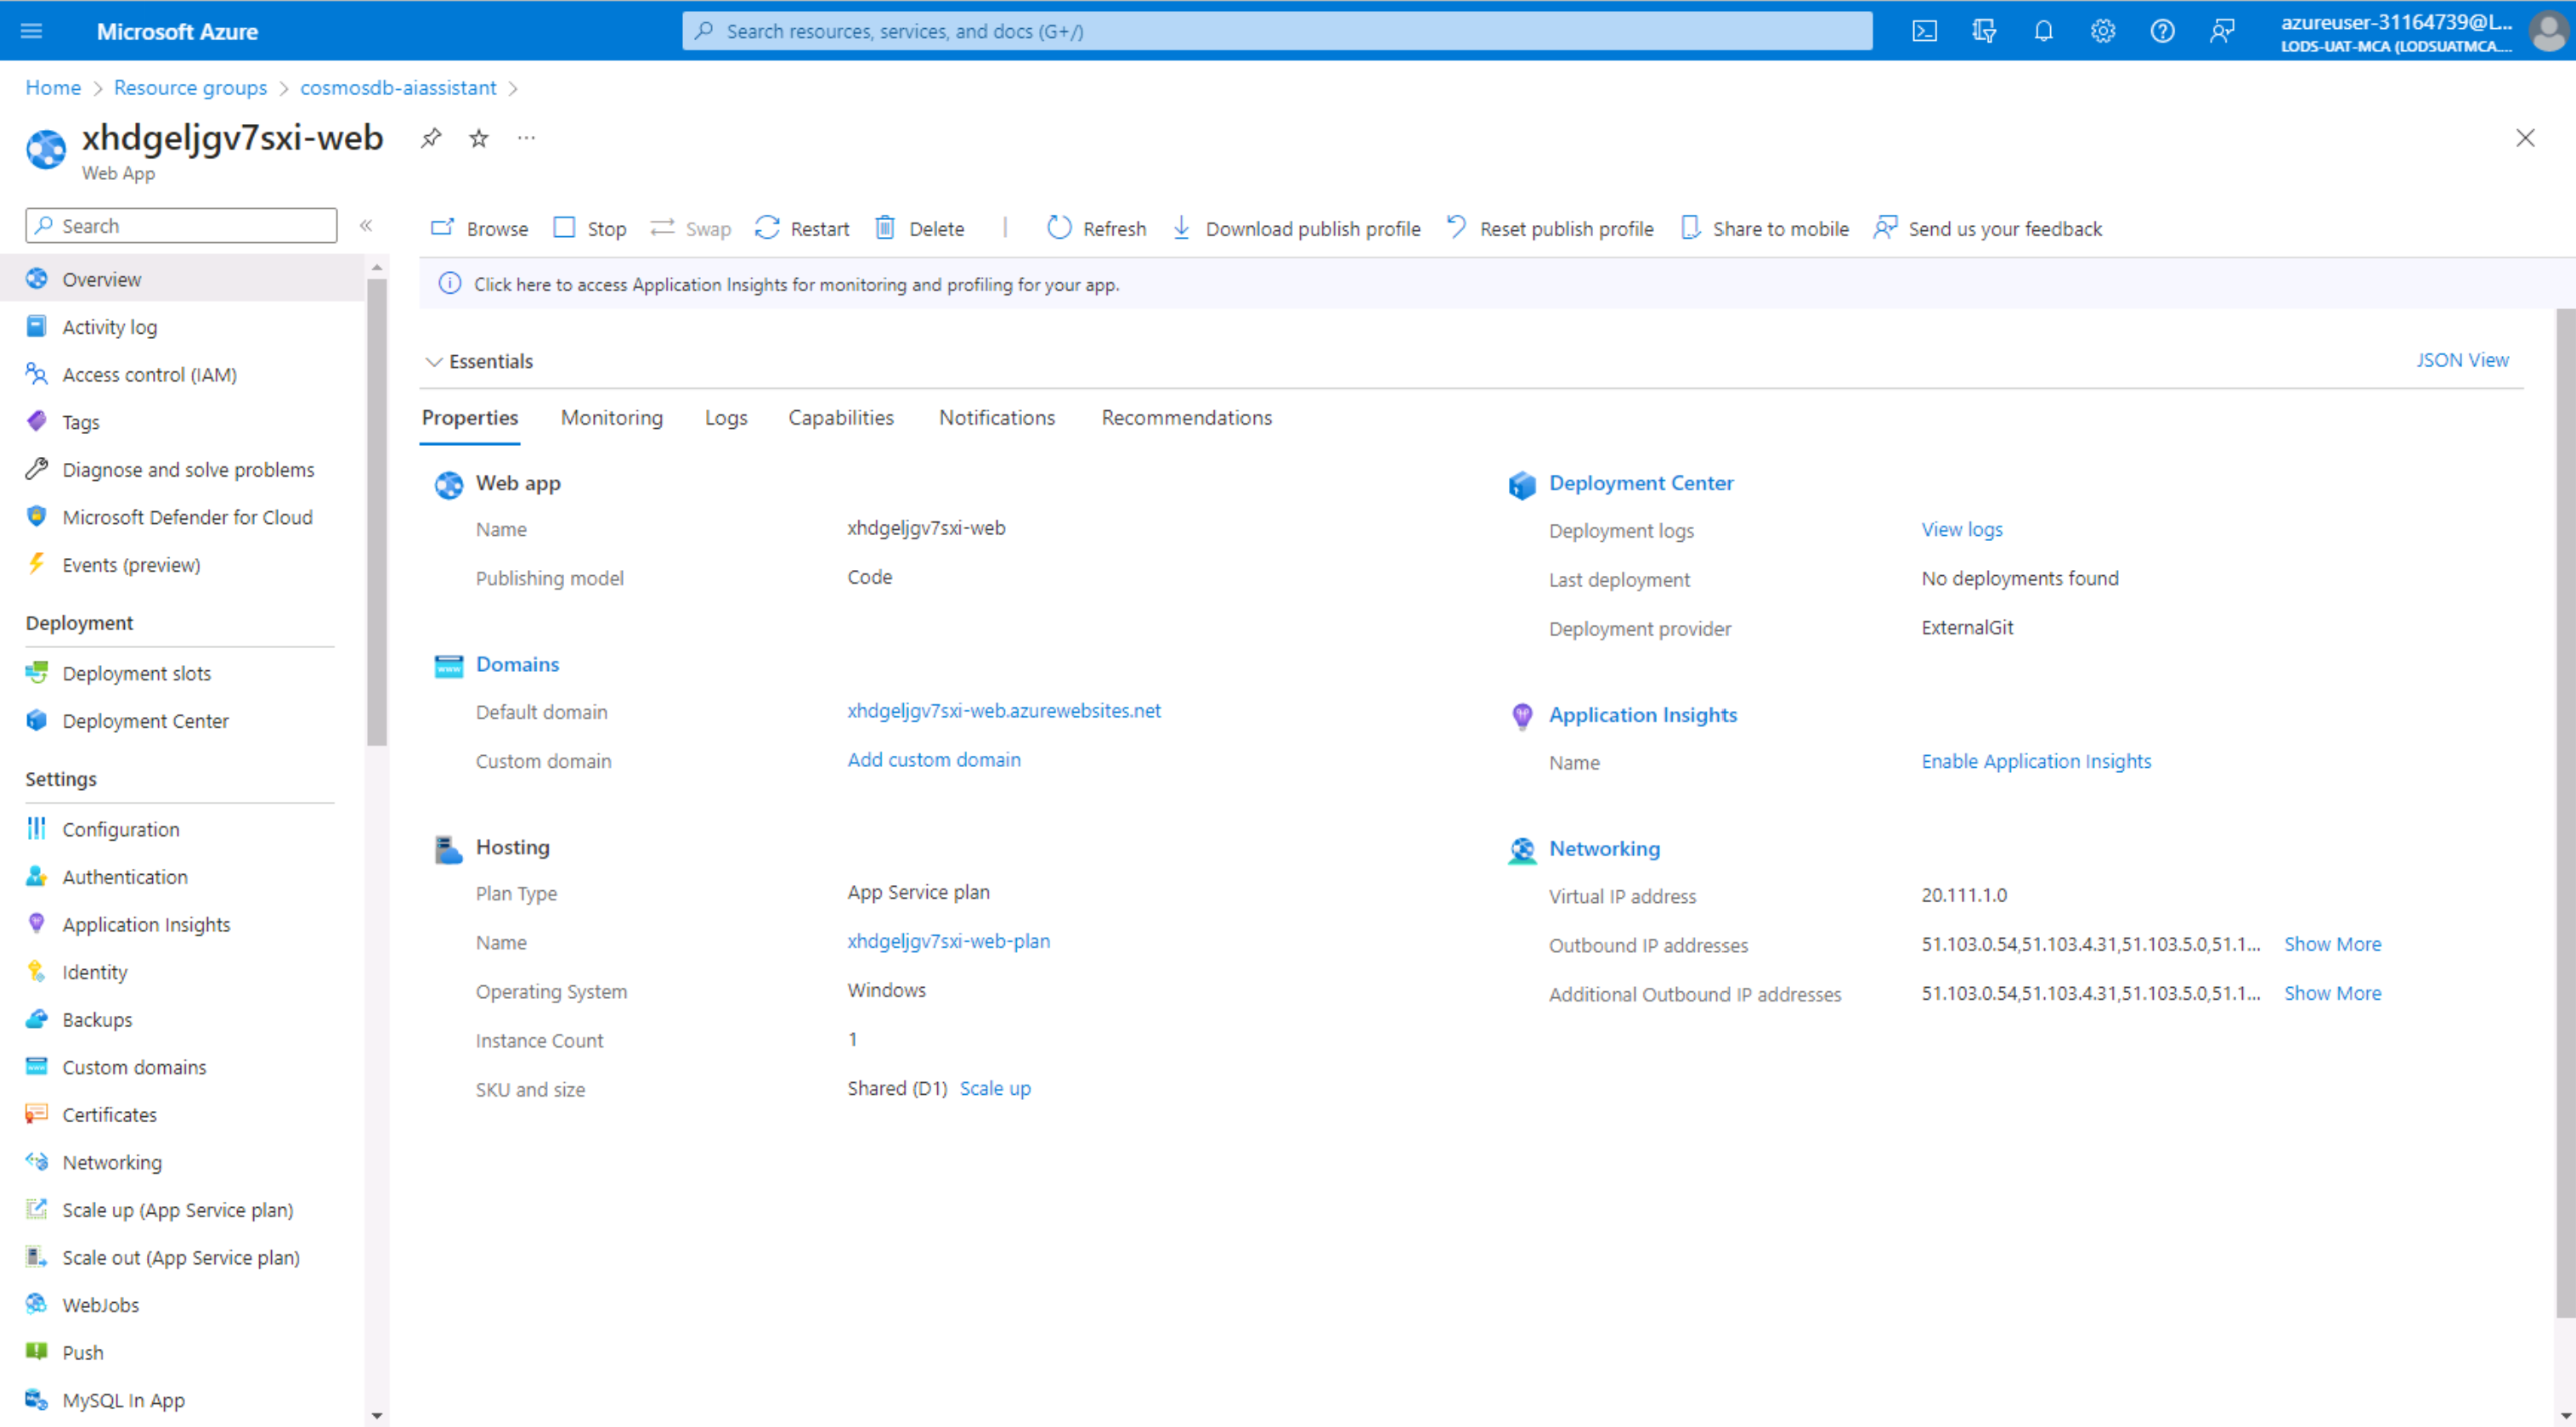 Microsoft Azure
Search resources, services, and docs (G+/)
azureuser-31164739@L...
LODS-UAT-MCA (LODSUATMCA....
Home > Resource groups > cosmosdb-aiassistant >
xhdgeljgv7sxi-web
Web App
Search
Browse Stop Swap Restart Delete Refresh Download publish profile Reset publish profile Share to mobile Send us your feedback
Click here to access Application Insights for monitoring and profiling for your app.
Overview
Activity log
Access control (IAM)
Tags
Diagnose and solve problems
Microsoft Defender for Cloud
Events (preview)
Deployment
Deployment slots
Deployment Center
Settings
Configuration
Authentication
Application Insights
Identity
Backups
Custom domains
Certificates
Networking
Scale up (App Service plan)
Scale out (App Service plan)
WebJobs
Push
MySQL In App
Essentials
JSON View
Properties Monitoring Logs Capabilities Notifications Recommendations
Web app
Name xhdgeljgv7sxi-web
Publishing model Code
Domains
Default domain xhdgeljgv7sxi-web.azurewebsites.net
Custom domain Add custom domain
Hosting
Plan Type App Service plan
Name xhdgeljgv7sxi-web-plan
Operating System Windows
Instance Count 1
SKU and size Shared (D1) Scale up
Deployment Center
Deployment logs View logs
Last deployment No deployments found
Deployment provider ExternalGit
Application Insights
Name Enable Application Insights
Networking
Virtual IP address 20.111.1.0
Outbound IP addresses 51.103.0.54,51.103.4.31,51.103.5.0,51.1... Show More
Additional Outbound IP addresses 51.103.0.54,51.103.4.31,51.103.5.0,51.1... Show More